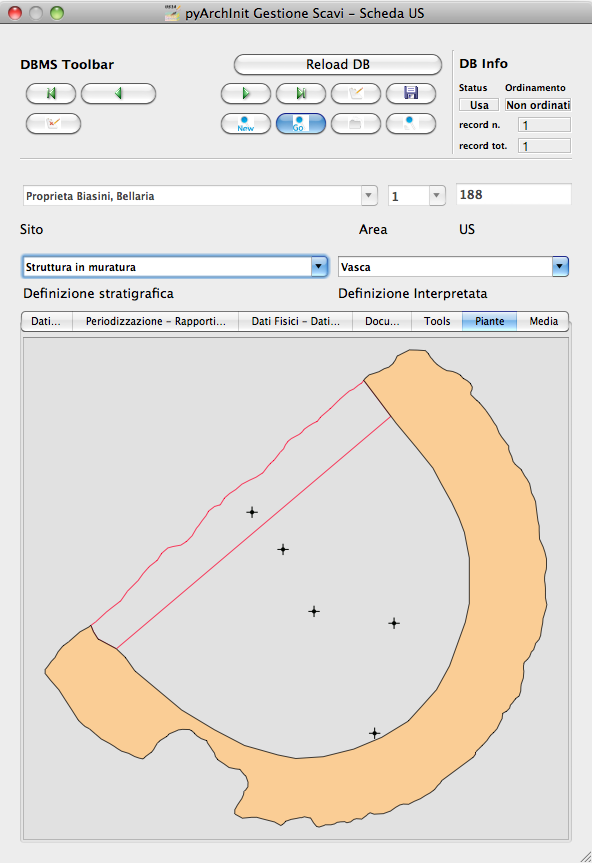 pyArchInit Gestione Scavi - Scheda US
DBMS Toolbar
Reload DB
DB Info
Status
Ordinamento
Usa
Non ordinati
record n.
1
record tot.
1
New
GO
Proprieta Biasini, Bellaria
1
188
Sito
Area
US
Struttura in muratura
Vasca
Definizione stratigrafica
Definizione Interpretata
Dati...
Periodizzazione - Rapporti...
Dati Fisici - Dati...
Docu...
Tools
Piante
Media